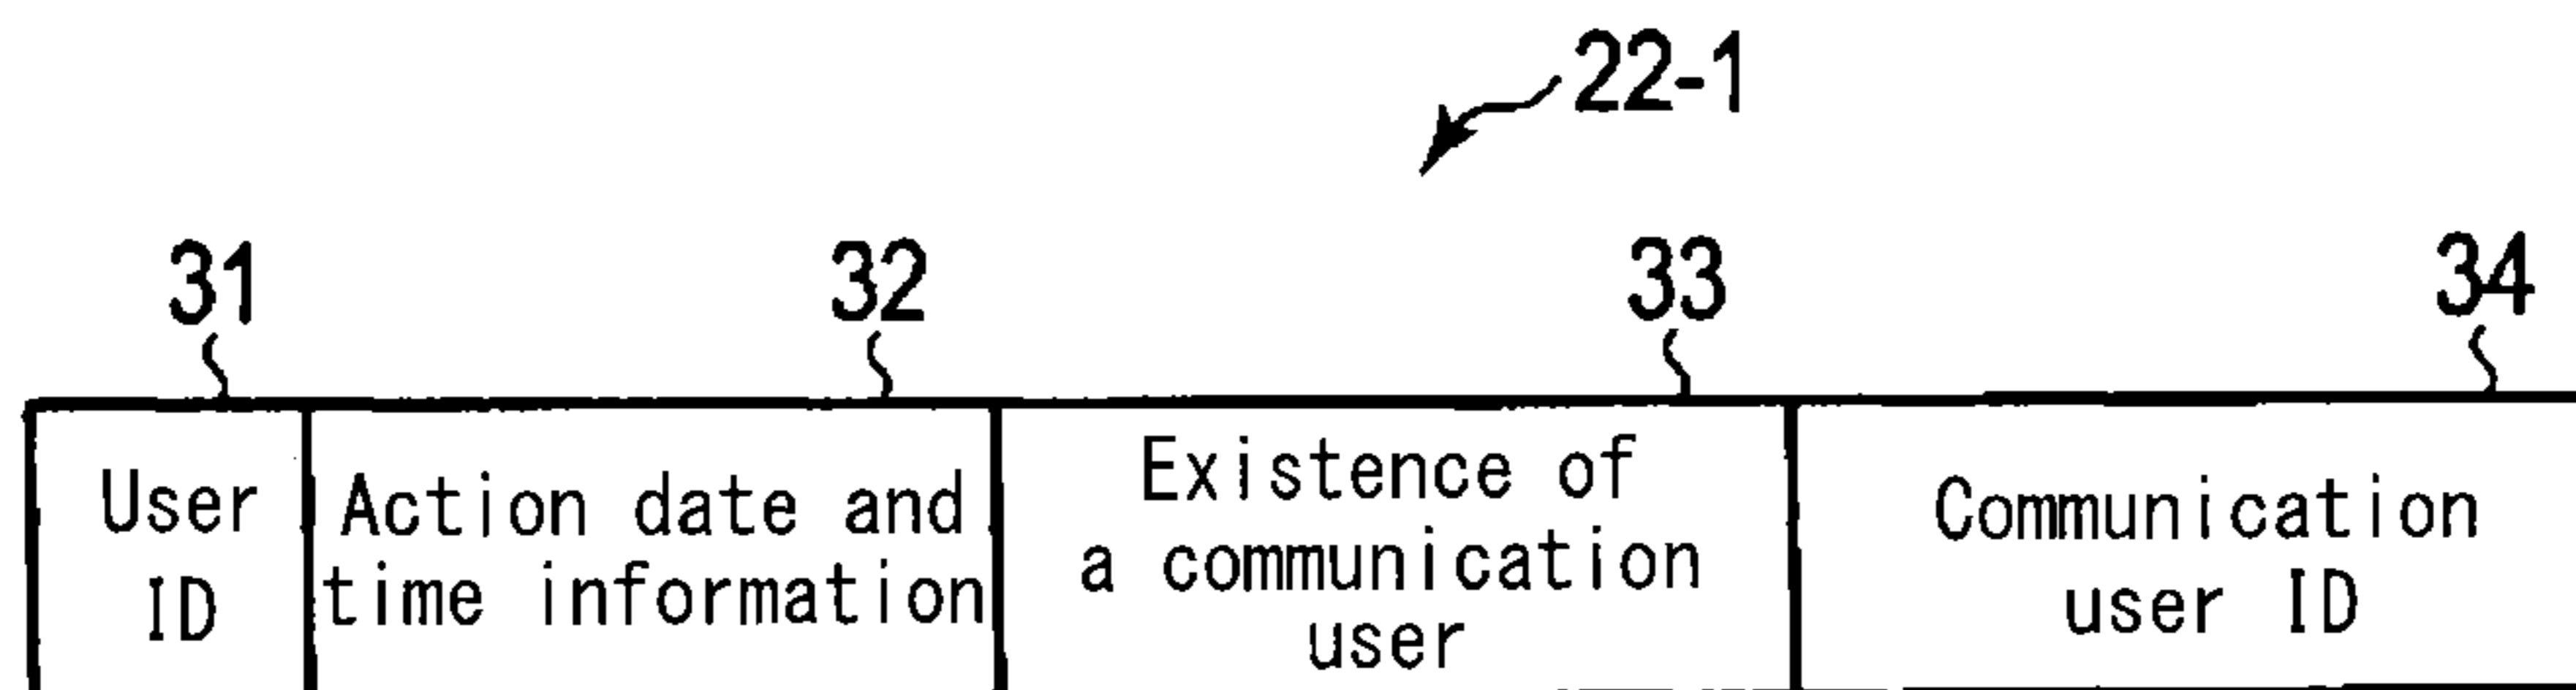 22-1
31 32 33 34
User
ID
Action date and
time information
Existence of
a communication
user
Communication
user ID